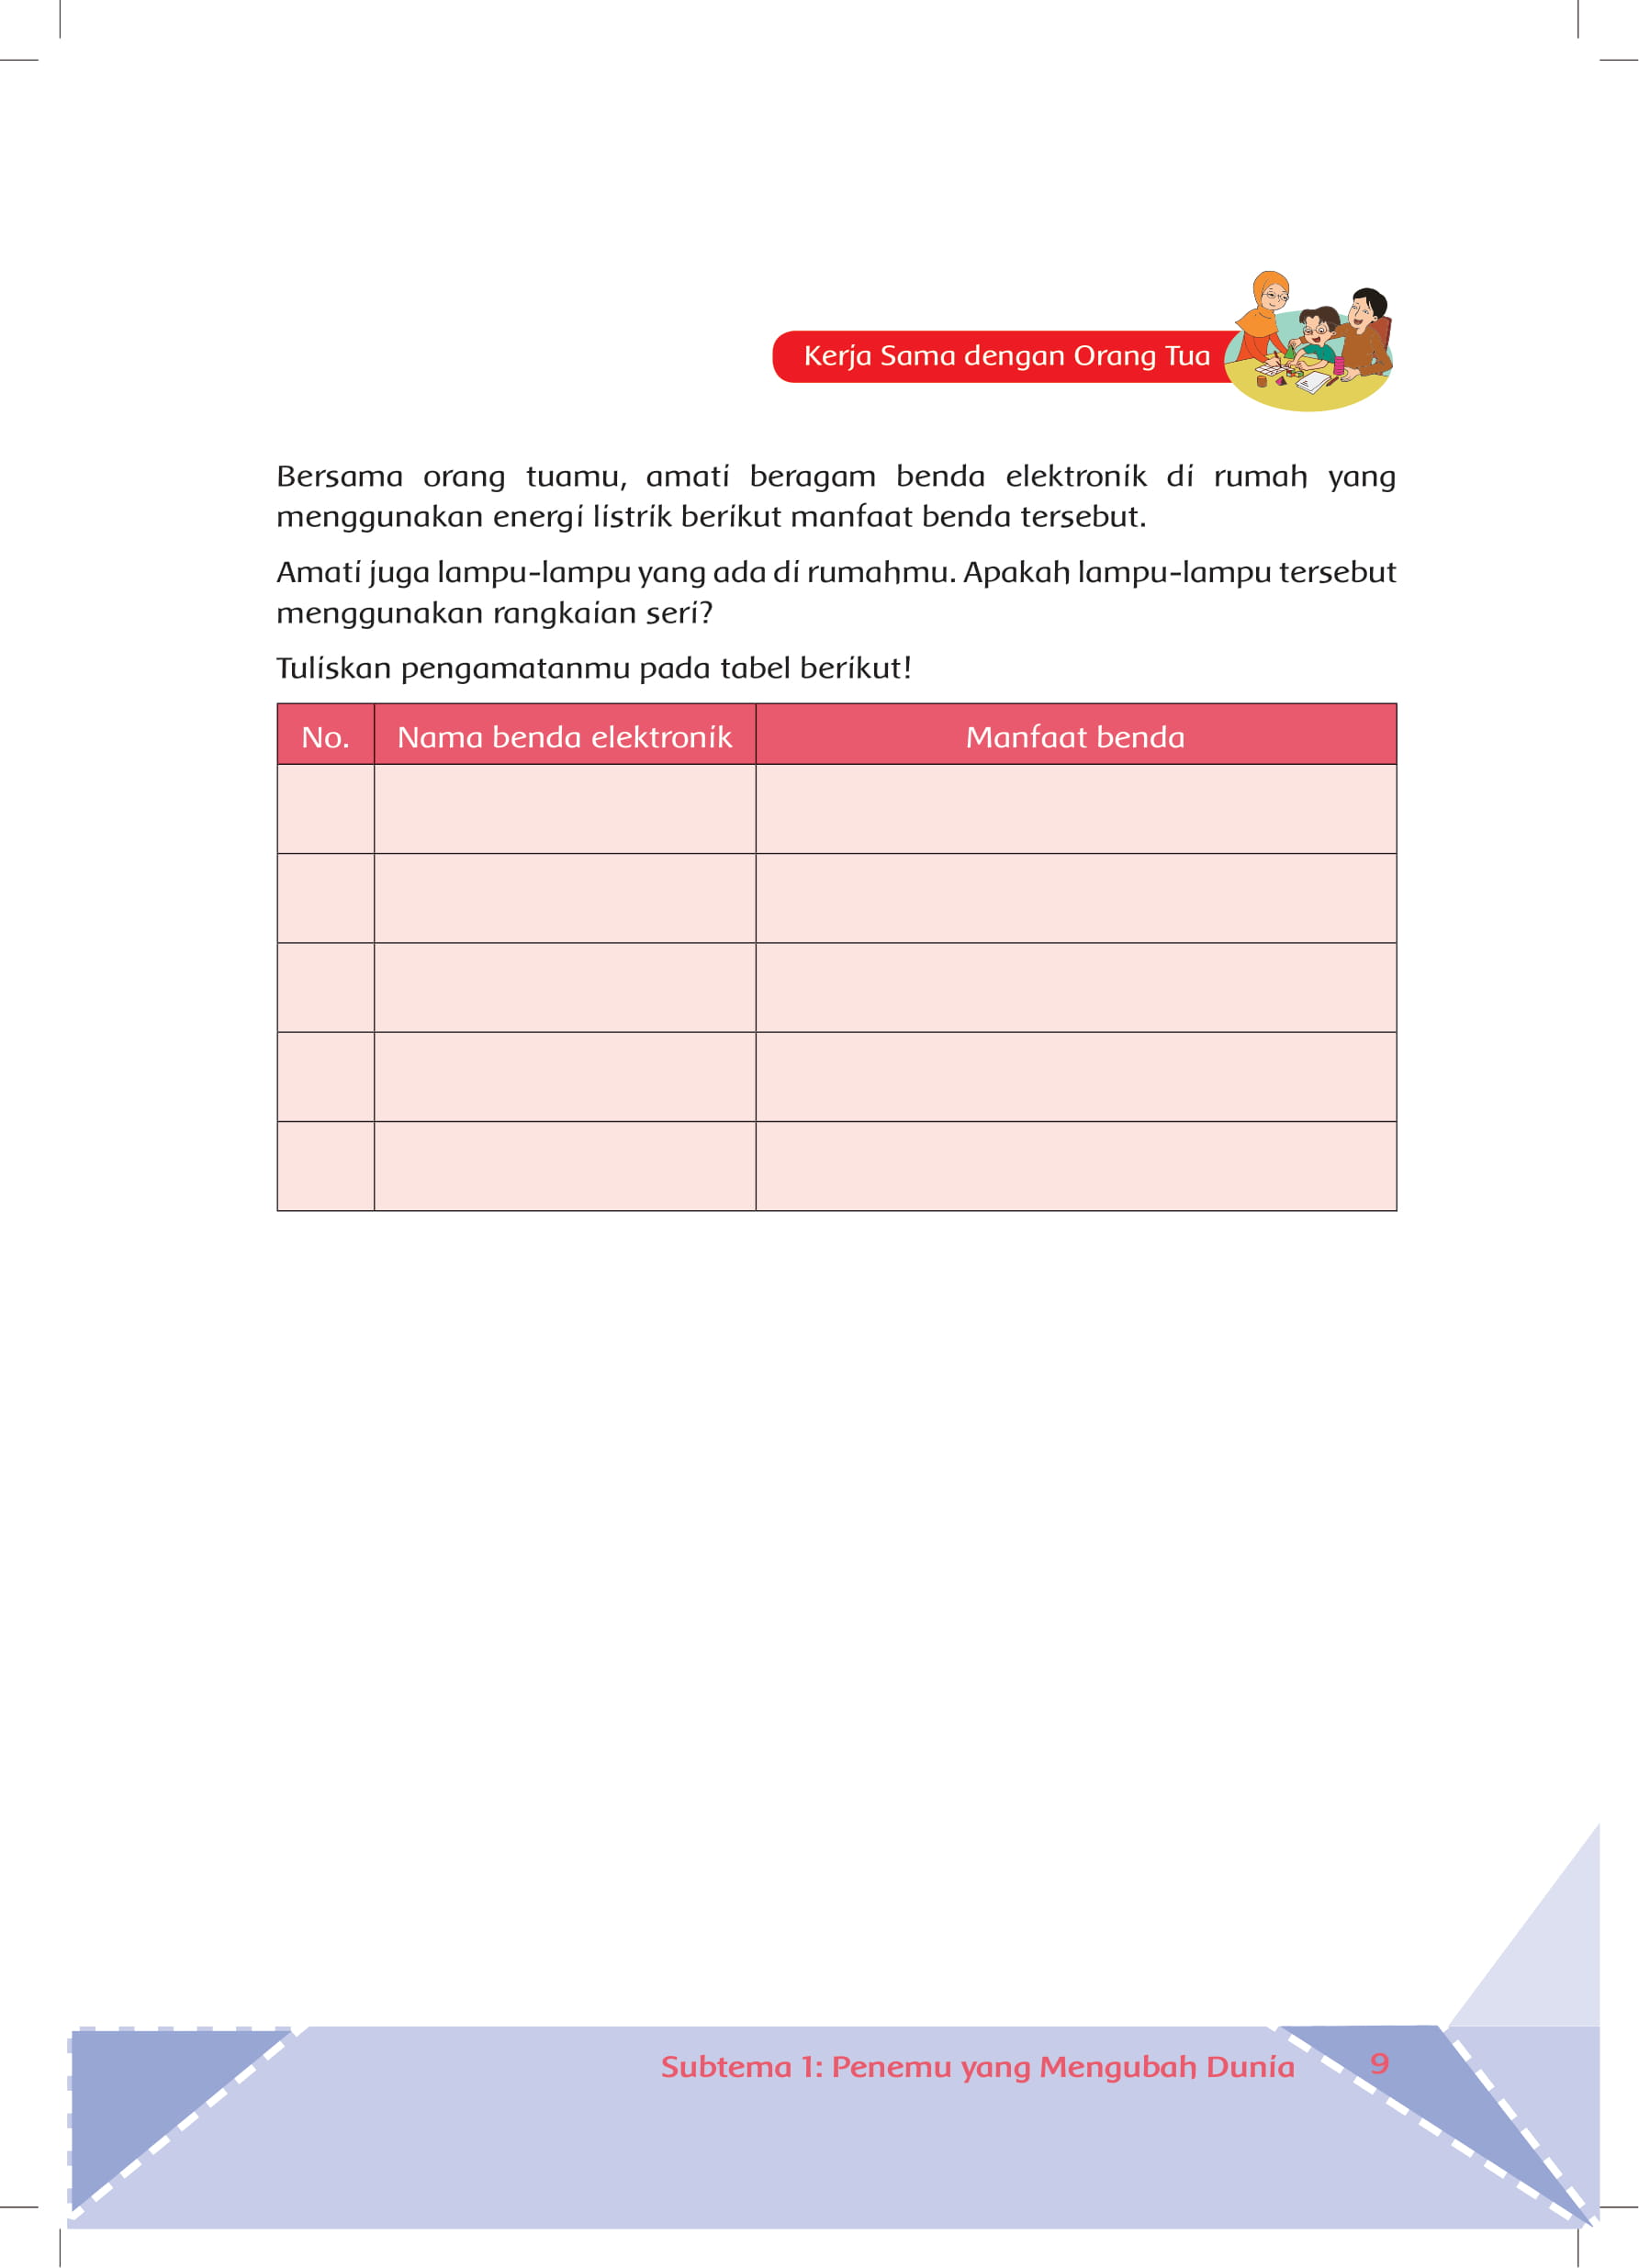 Kerja Sama dengan Orang Tua
Bersama orang tuamu, amati beragam benda elektronik di rumah yang
menggunakan energi listrik berikut manfaat benda tersebut.
Amati juga lampu-lampu yang ada di rumahmu. Apakah lampu-lampu tersebut
menggunakan rangkaian seri?
Tuliskan pengamatanmu pada tabel berikut!
No. Nama benda elektronik Manfaat benda
Subtema 1: Penemu yang Mengubah Dunia 9